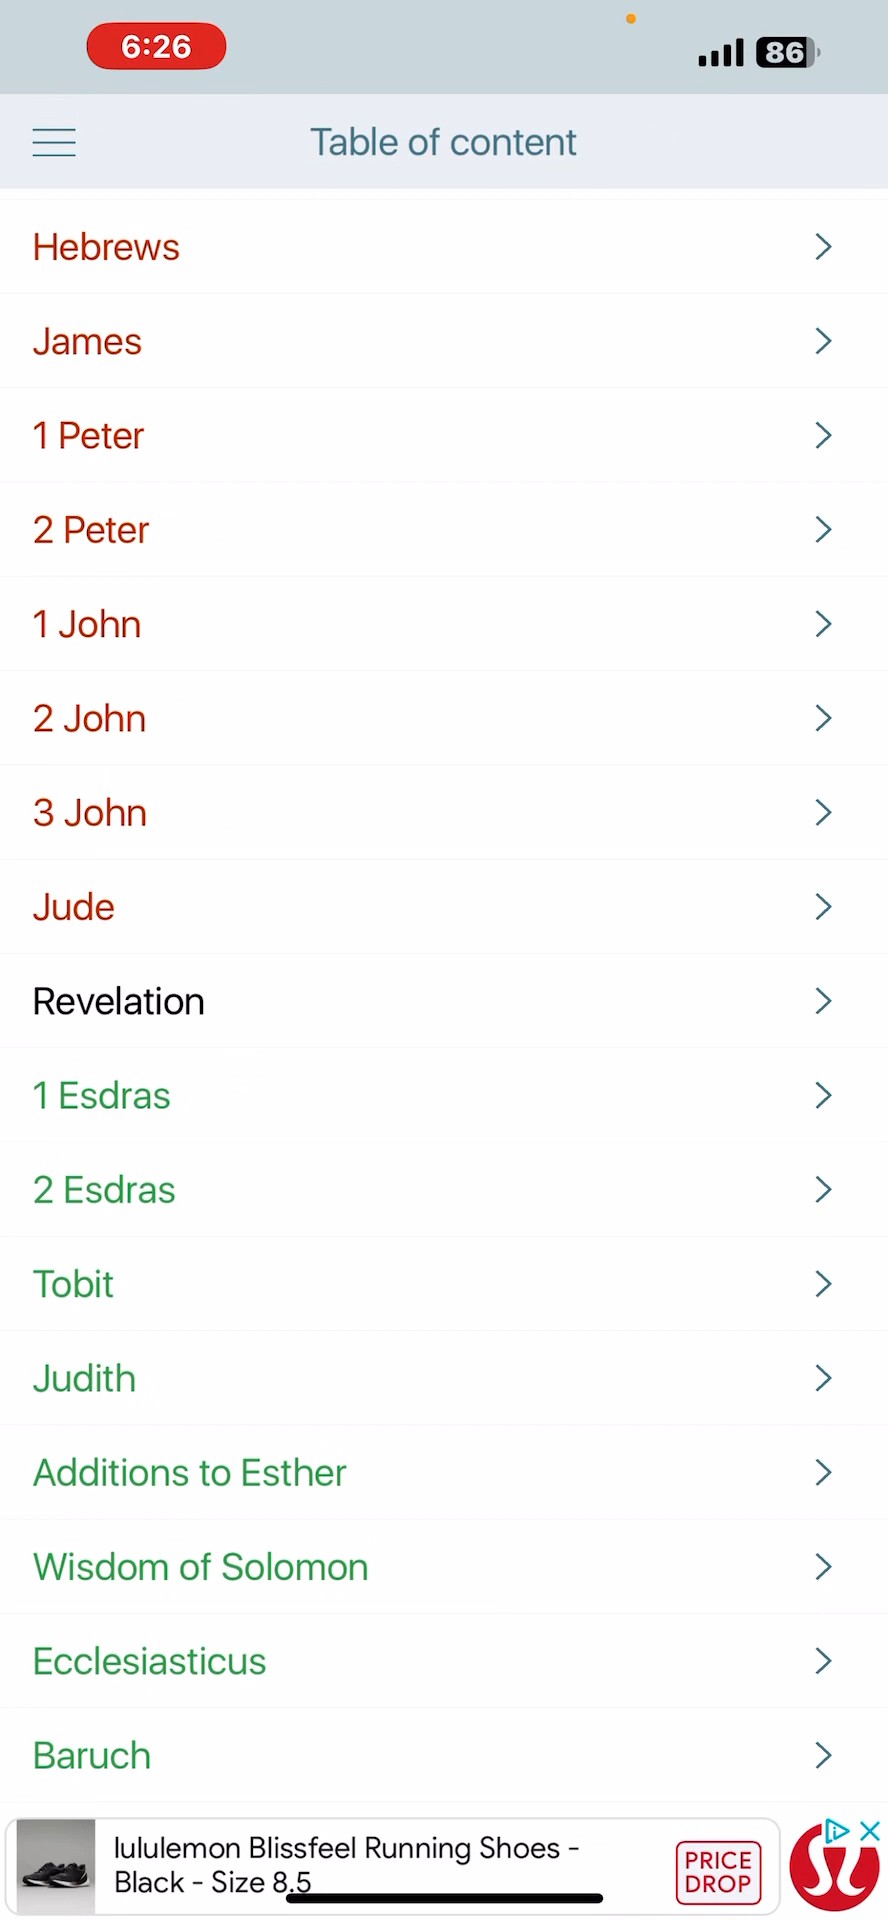 6:26
86
Table of content
Hebrews
James
1 Peter
2 Peter
1 John
2 John
3 John
Jude
Revelation
1 Esdras
2 Esdras
Tobit
Judith
Additions to Esther
Wisdom of Solomon
Ecclesiasticus
Baruch
lululemon Blissfeel Running Shoes -
Black - Size 8.5
PRICE
DROP